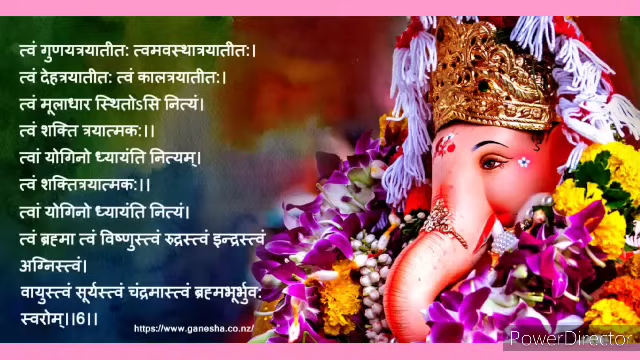 त्वं गुणयत्रयातीत: त्वमवस्थात्रयातीत:।
त्वं देहत्रयातीत: त्वं कालत्रयातीत:।
त्वं मूलाधार स्थितोऽसि नित्यं।
त्वं शक्ति त्रयात्मक:।।
त्वां योगिनो ध्यायंति नित्यम्।
त्वं शक्तित्रयात्मक:।।
त्वां योगिनो ध्यायंति नित्यं।
त्वं ब्रह्मा त्वं विष्णुस्त्वं रुद्रस्त्वं इन्द्रस्त्वं
अग्निस्त्वं।
वायुस्त्वं सूर्यस्त्वं चंद्रमास्त्वं ब्रह्मभूर्भुव:
स्वरोम्।।6।।
https://www.ganesha.co.nz/
PowerDirector